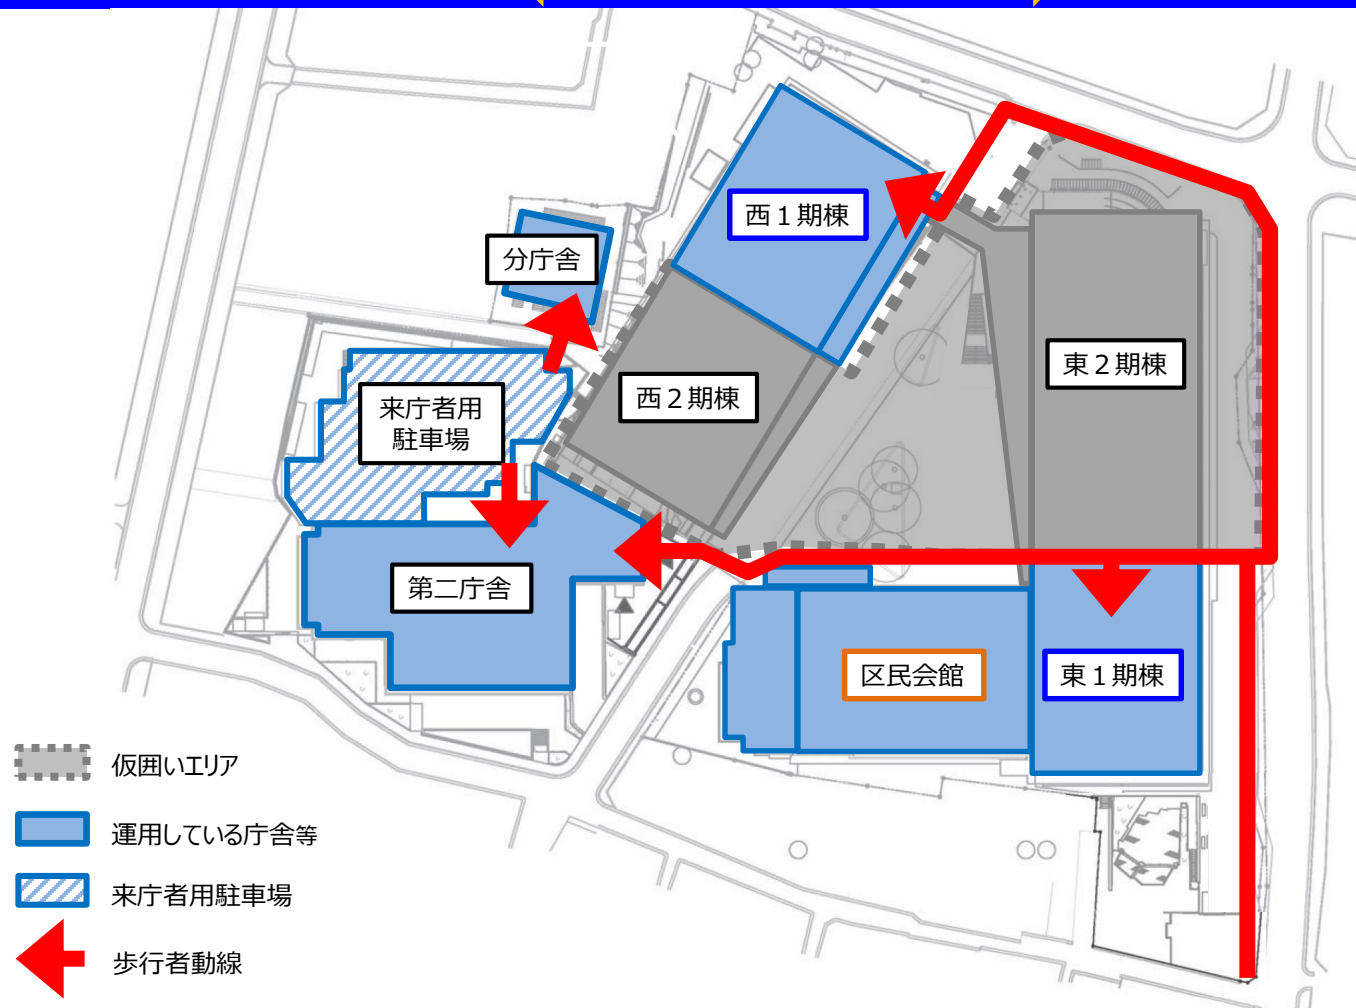 西１期棟
分庁舎
東２期棟
西２期棟
来庁者用
駐車場
第二庁舎
区民会館
東１期棟
仮囲いエリア
運用している庁舎等
来庁者用駐車場
歩行者動線